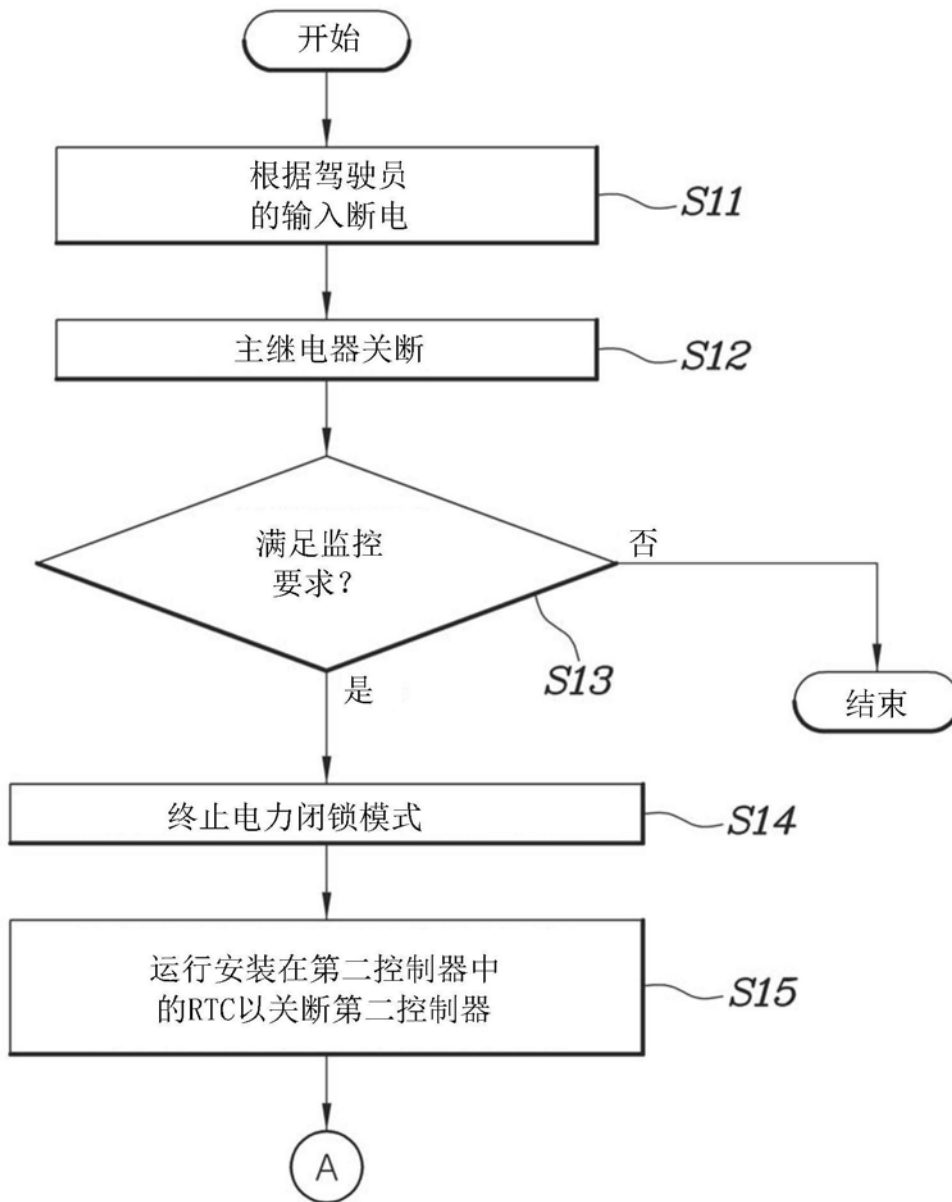 开始
根据驾驶员
的输入断电
S11
主继电器关断
S12
满足监控
要求？
否
S13
是
结束
终止电力闭锁模式
S14
运行安装在第二控制器中
的RTC以关断第二控制器
S15
A